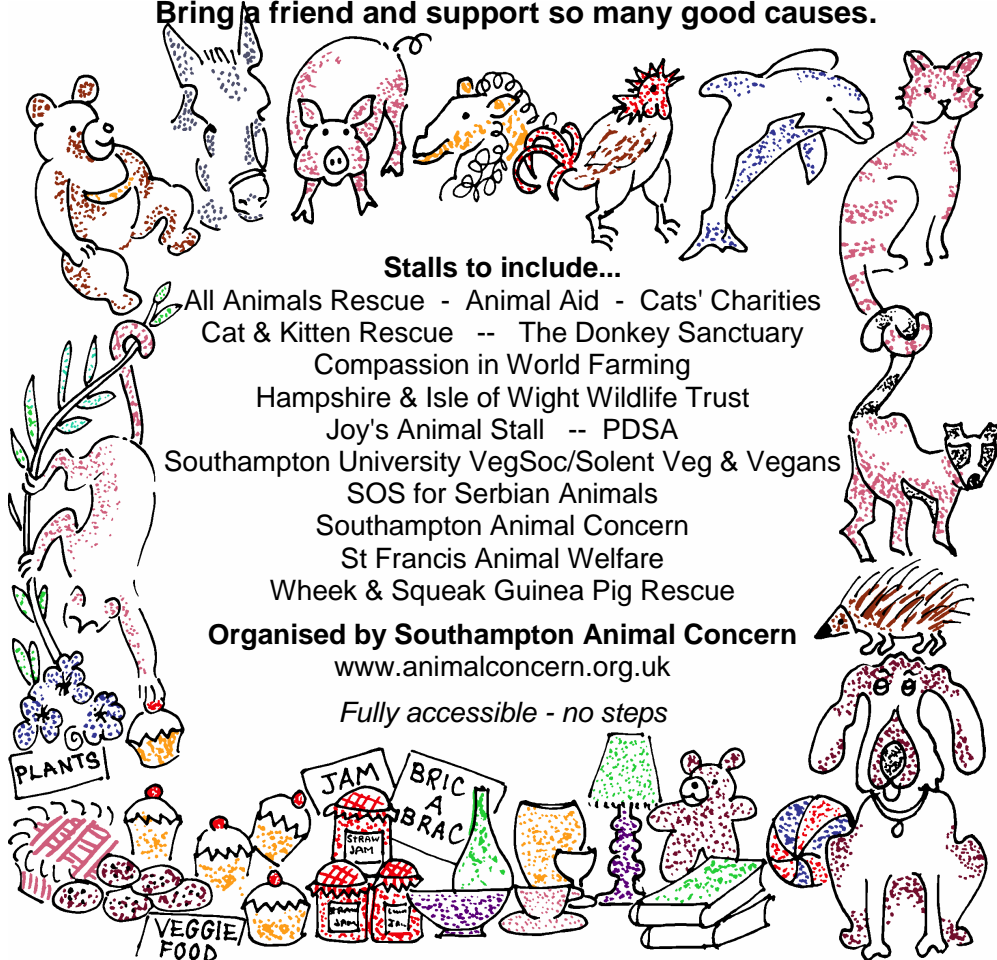 Bring a friend and support so many good causes.
Stalls to include...
All Animals Rescue - Animal Aid - Cats' Charities
Cat & Kitten Rescue -- The Donkey Sanctuary
Compassion in World Farming
Hampshire & Isle of Wight Wildlife Trust
Joy's Animal Stall -- PDSA
Southampton University VegSoc/Solent Veg & Vegans
SOS for Serbian Animals
Southampton Animal Concern
St Francis Animal Welfare
Wheek & Squeak Guinea Pig Rescue
Organised by Southampton Animal Concern
www.animalconcern.org.uk
Fully accessible - no steps
PLANTS
JAM
BRIC
A
BRAC
STRAW
JAM
VEGGIE
FOOD